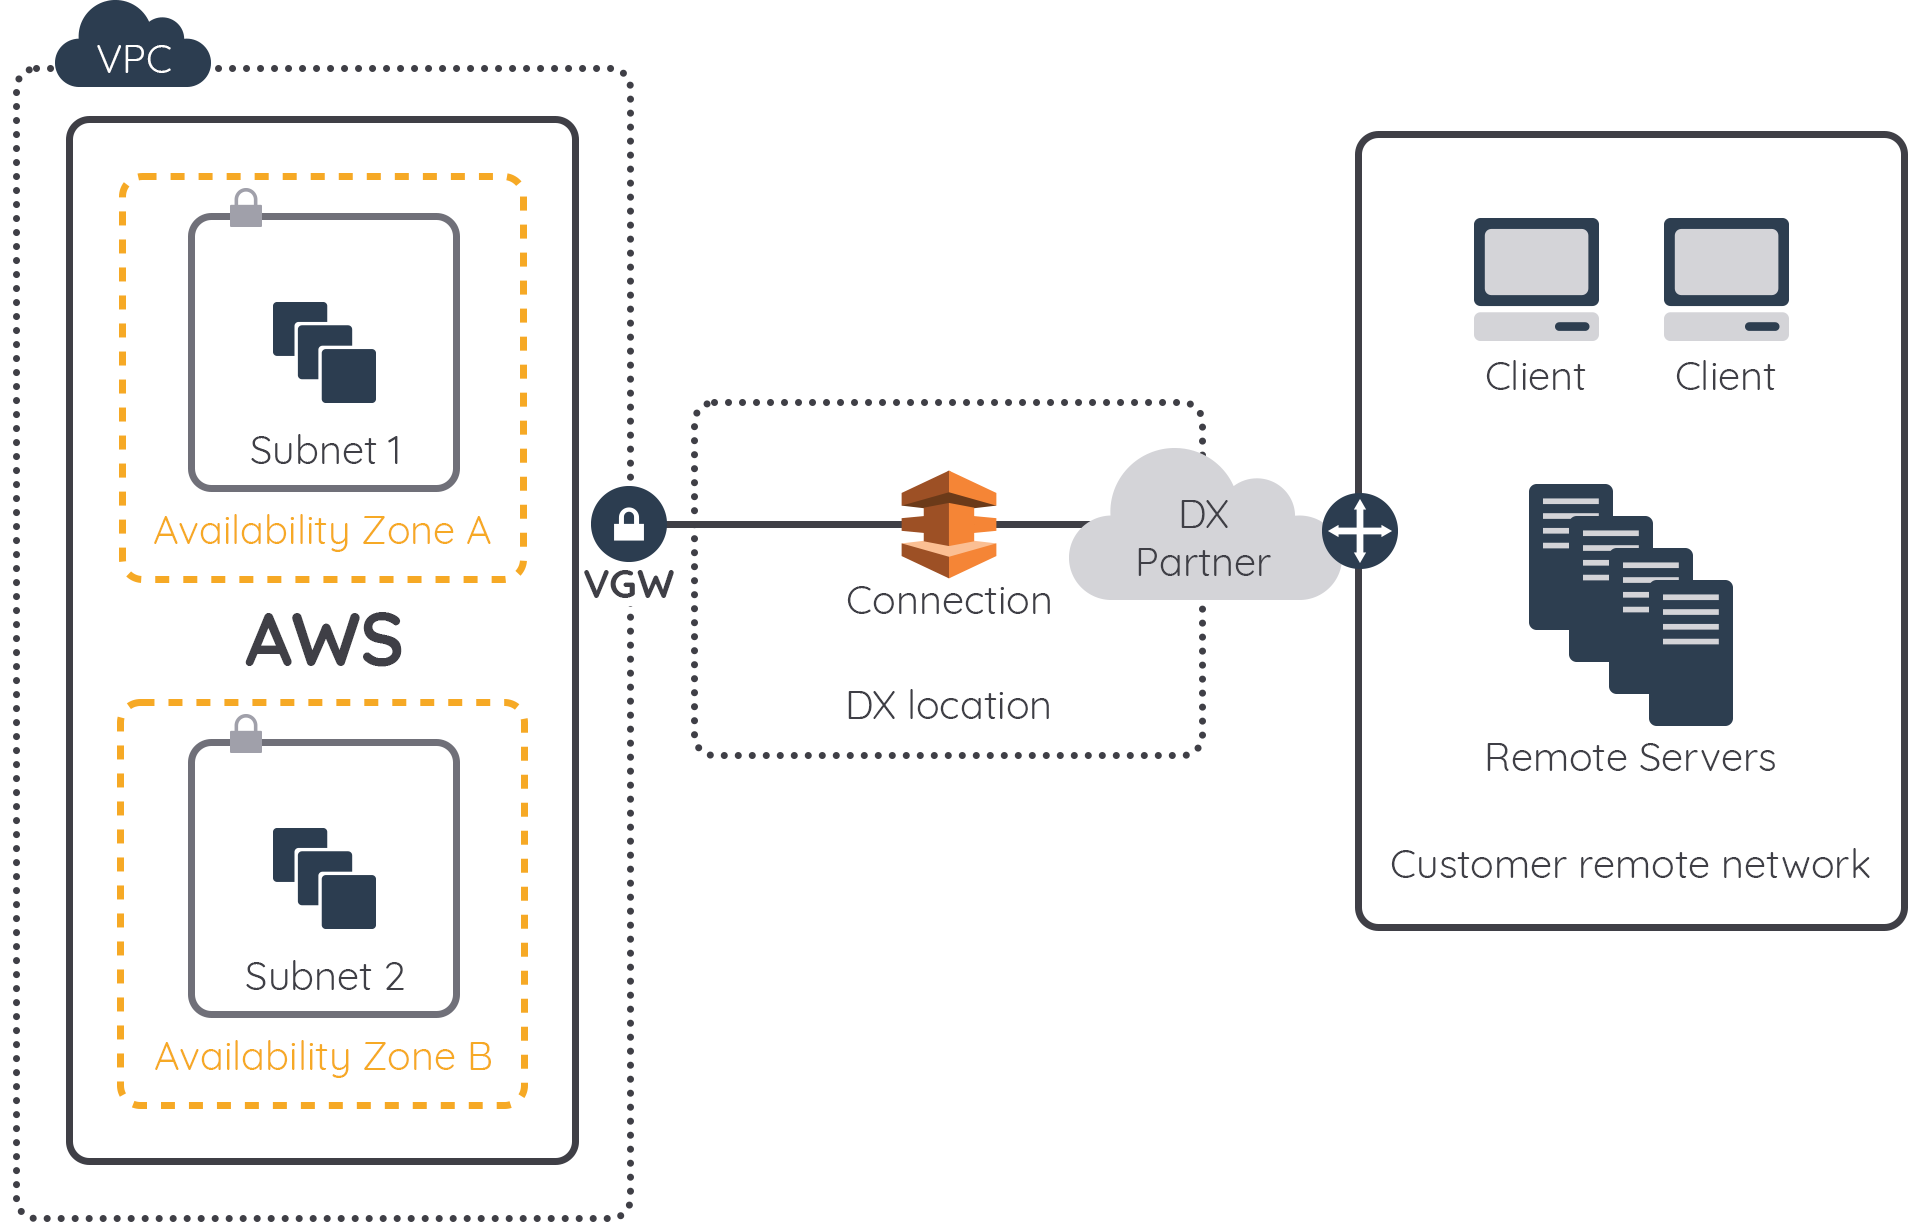 VPC
Subnet 1
Availability Zone A
AWS
Subnet 2
Availability Zone B
VGW
Connection
DX location
DX
Partner
Client
Client
Remote Servers
Customer remote network